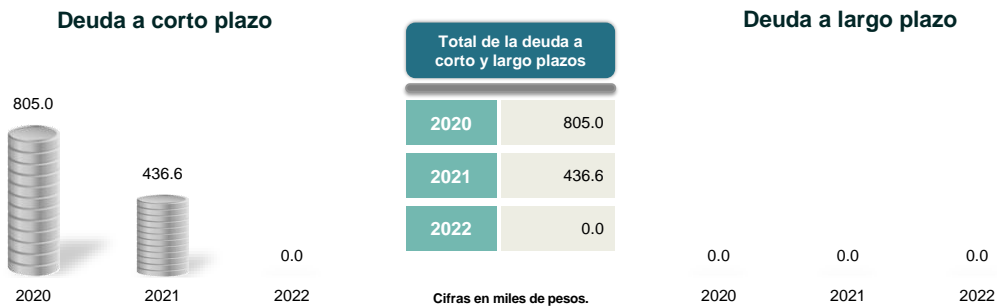 Deuda a corto plazo
805.0
436.6
0.0
2020 2021 2022
Total de la deuda a
corto y largo plazos
2020 805.0
2021 436.6
2022 0.0
Cifras en miles de pesos.
Deuda a largo plazo
0.0 0.0 0.0
2020 2021 2022